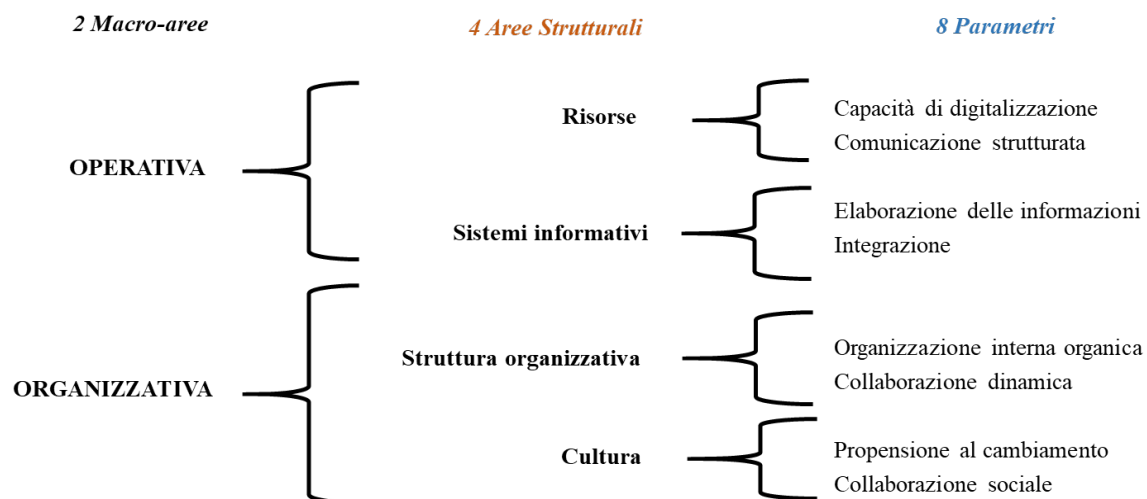 2 Macro-aree
4 Aree Strutturali
8 Parametri
OPERATIVA
Risorse
Capacità di digitalizzazione
Comunicazione strutturata
Sistemi informativi
Elaborazione delle informazioni
Integrazione
ORGANIZZATIVA
Struttura organizzativa
Organizzazione interna organica
Collaborazione dinamica
Cultura
Propensione al cambiamento
Collaborazione sociale